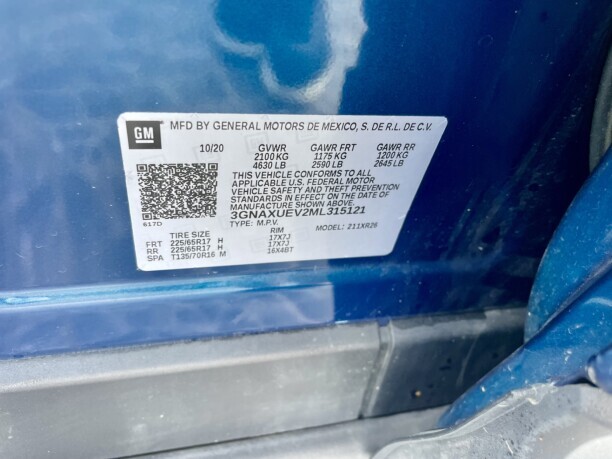 GM
MFD BY GENERAL MOTORS DE MEXICO, S. DE R.L. DE C.V.
10/20 GVWR GAWR FRT GAWR RR
2100 KG 1175 KG 1200 KG
4630 LB 2590 LB 2645 LB
THIS VEHICLE CONFORMS TO ALL
APPLICABLE U.S. FEDERAL MOTOR
VEHICLE SAFETY AND THEFT PREVENTION
STANDARDS IN EFFECT ON THE DATE OF
MANUFACTURE SHOWN ABOVE.
3GNAXUEV2ML315121
617D
TYPE: M.P.V. MODEL: 211XR26
TIRE SIZE RIM
FRT 225/65R17 H 17X7J
RR 225/65R17 H 17X7J
SPA T135/70R16 M 16X4BT